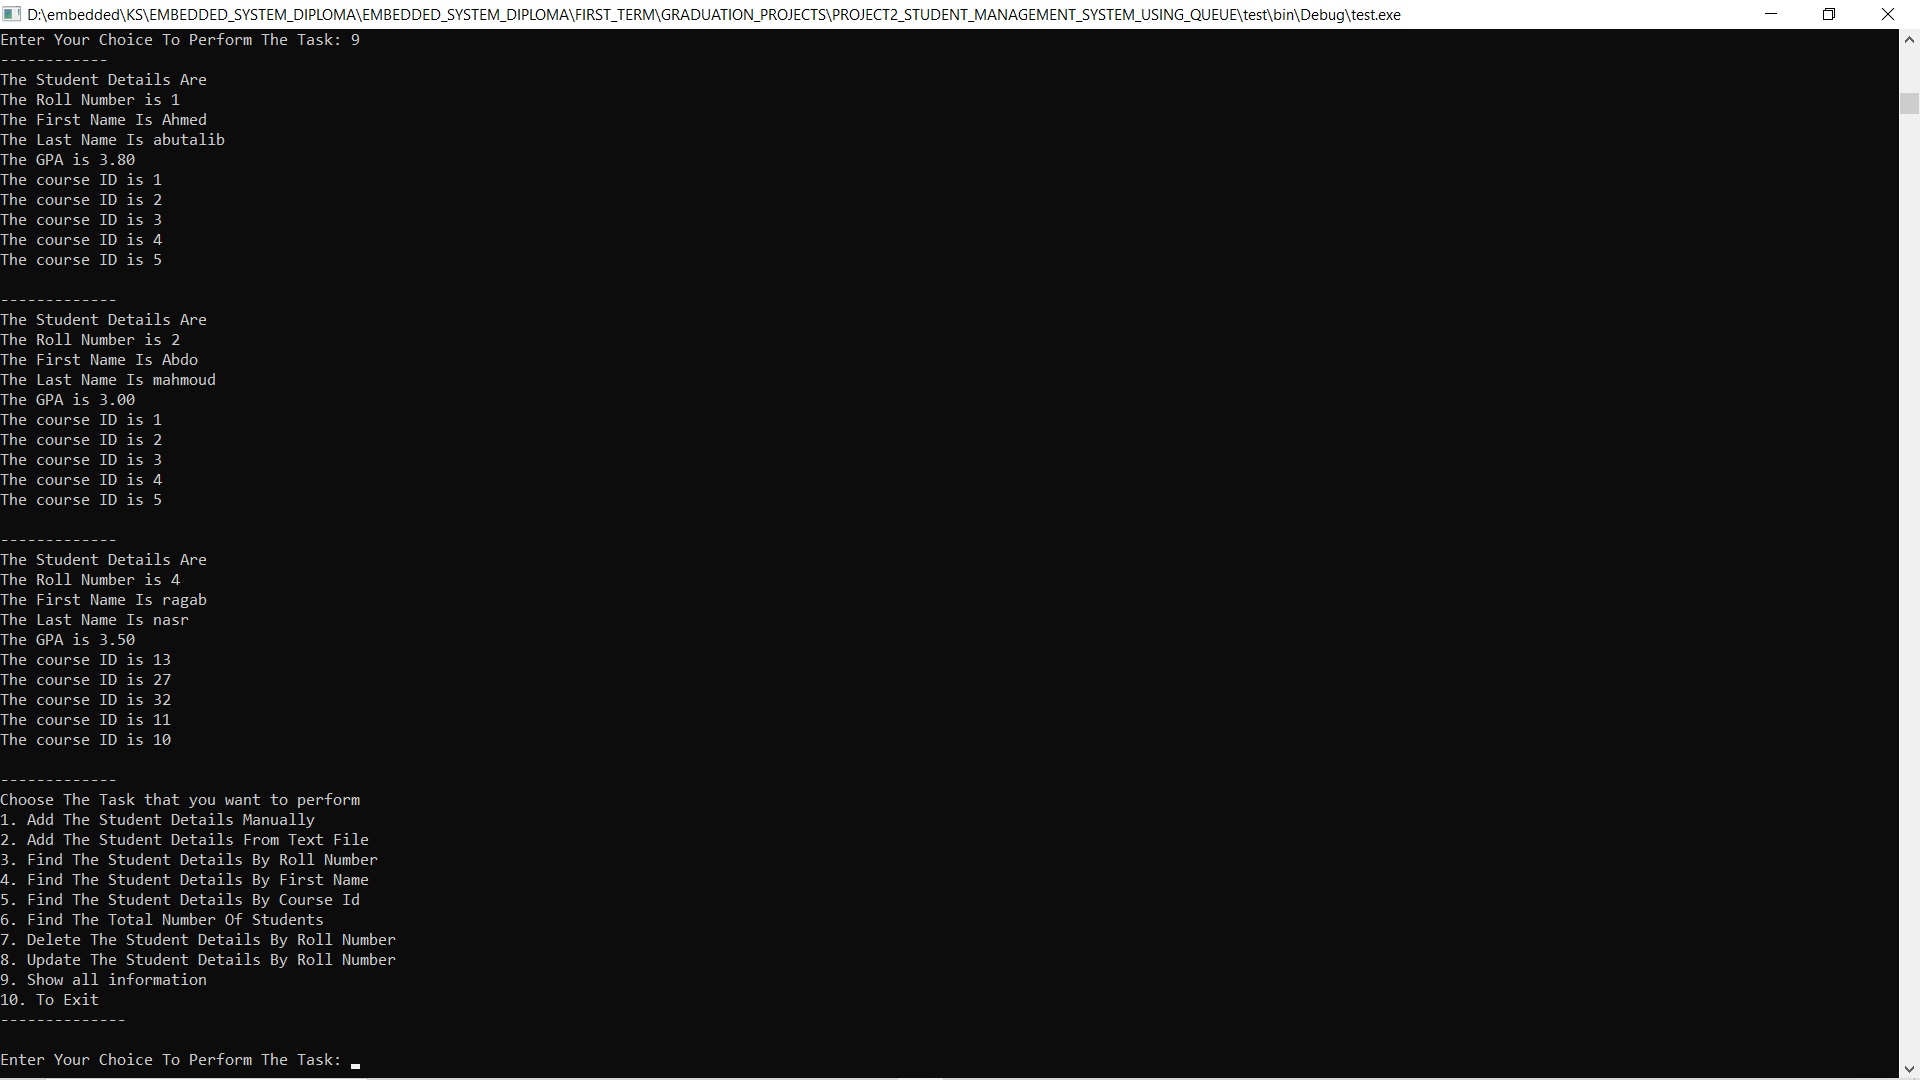 D:\embedded\KS\EMBEDDED_SYSTEM_DIPLOMA\EMBEDDED_SYSTEM_DIPLOMA\FIRST_TERM\GRADUATION_PROJECTS\PROJECT2_STUDENT_MANAGEMENT_SYSTEM_USING_QUEUE\test\bin\Debug\test.exe
Enter Your Choice To Perform The Task: 9
------------
The Student Details Are
The Roll Number is 1
The First Name Is Ahmed
The Last Name Is abutalib
The GPA is 3.80
The course ID is 1
The course ID is 2
The course ID is 3
The course ID is 4
The course ID is 5
-------------
The Student Details Are
The Roll Number is 2
The First Name Is Abdo
The Last Name Is mahmoud
The GPA is 3.00
The course ID is 1
The course ID is 2
The course ID is 3
The course ID is 4
The course ID is 5
-------------
The Student Details Are
The Roll Number is 4
The First Name Is ragab
The Last Name Is nasr
The GPA is 3.50
The course ID is 13
The course ID is 27
The course ID is 32
The course ID is 11
The course ID is 10
-------------
Choose The Task that you want to perform
1. Add The Student Details Manually
2. Add The Student Details From Text File
3. Find The Student Details By Roll Number
4. Find The Student Details By First Name
5. Find The Student Details By Course Id
6. Find The Total Number Of Students
7. Delete The Student Details By Roll Number
8. Update The Student Details By Roll Number
9. Show all information
10. To Exit
--------------
Enter Your Choice To Perform The Task: